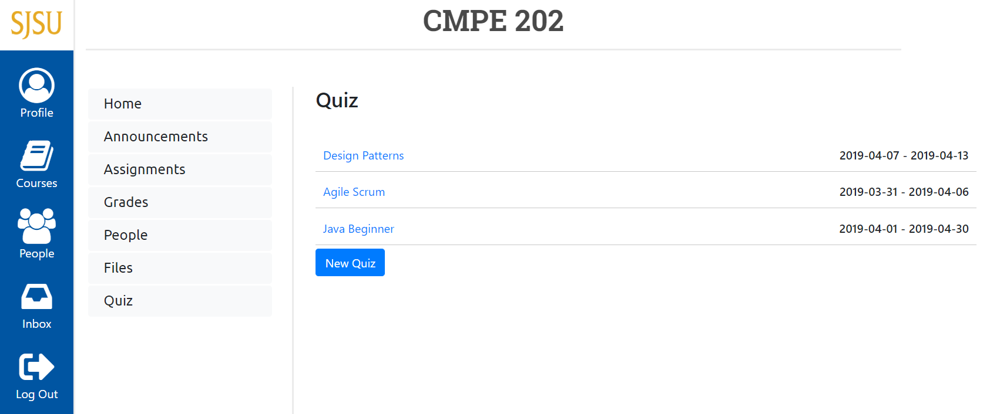 SJSU
CMPE 202
Profile
Courses
People
Inbox
Log Out
Home
Announcements
Assignments
Grades
People
Files
Quiz
Quiz
Design Patterns 2019-04-07 - 2019-04-13
Agile Scrum 2019-03-31 - 2019-04-06
Java Beginner 2019-04-01 - 2019-04-30
New Quiz